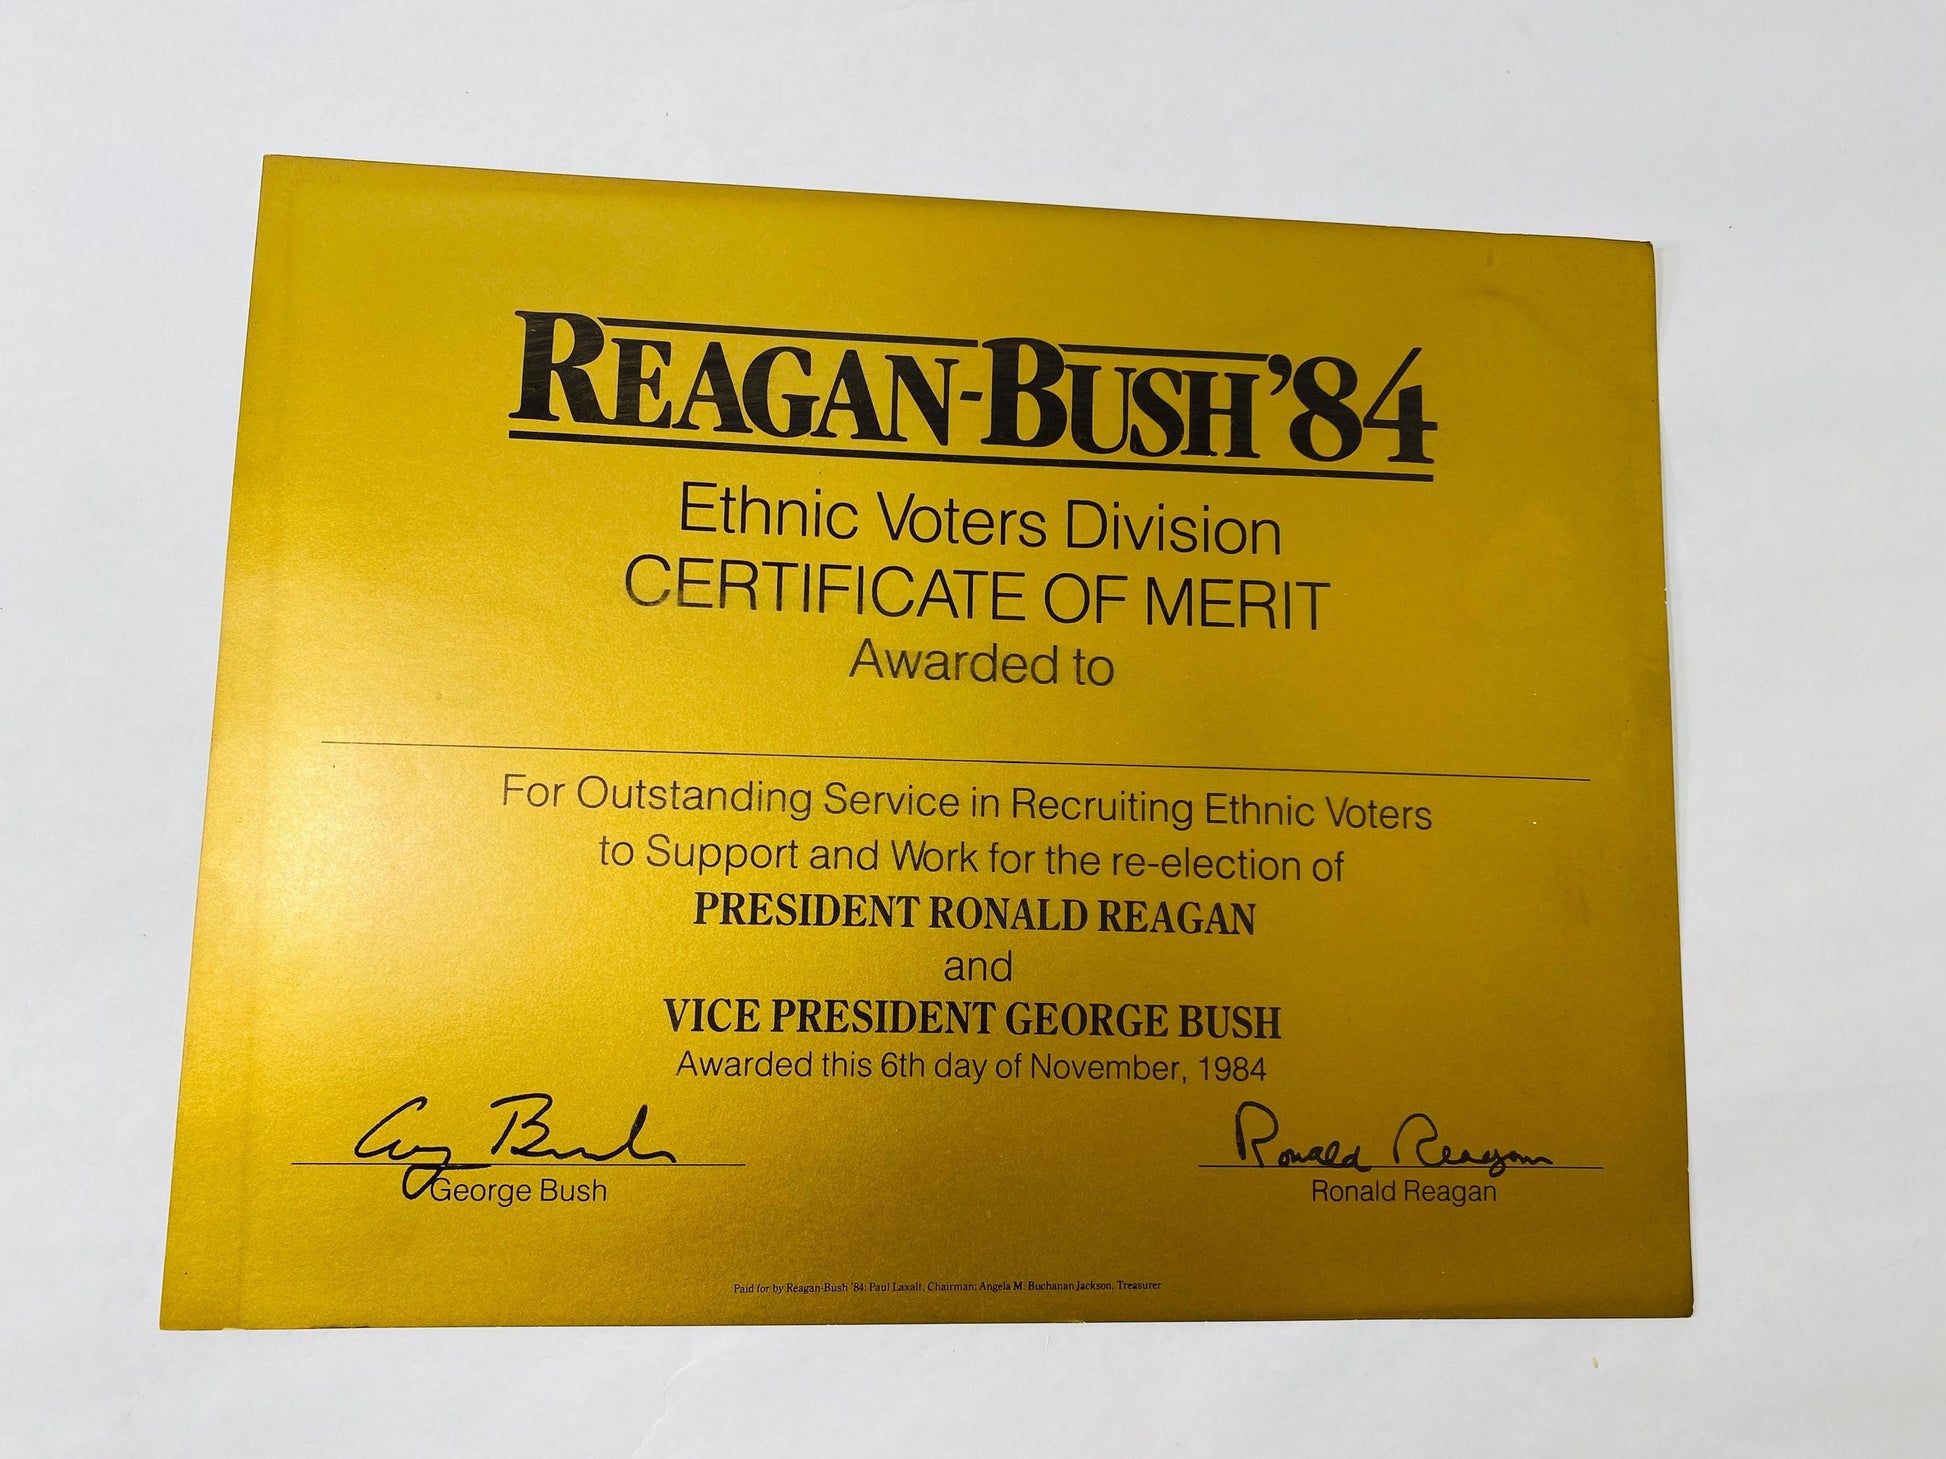 REAGAN-BUSH '84
Ethnic Voters Division
CERTIFICATE OF MERIT
Awarded to
For Outstanding Service in Recruiting Ethnic Voters
to Support and Work for the re-election of
PRESIDENT RONALD REAGAN
and
VICE PRESIDENT GEORGE BUSH
Awarded this 6th day of November, 1984
George Bush
Ronald Reagan
George Bush
Ronald Reagan
Paid for by Reagan-Bush '84: Paul Laxalt, Chairman; Angela M. Buchanan Jackson, Treasurer